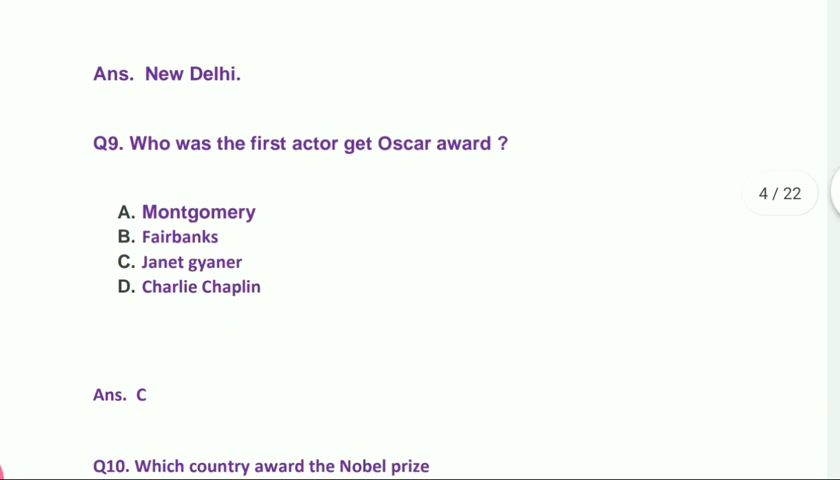 Ans. New Delhi.
Q9. Who was the first actor get Oscar award ?
4 / 22
A. Montgomery
B. Fairbanks
C. Janet gyaner
D. Charlie Chaplin
Ans. C
Q10. Which country award the Nobel prize